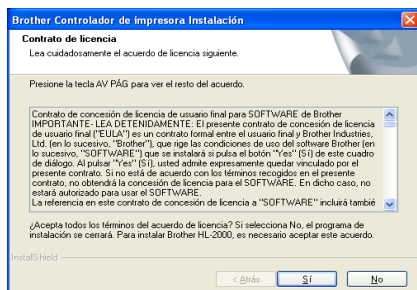 Brother Controlador de impresora Instalación
Contrato de licencia
Lea cuidadosamente el acuerdo de licencia siguiente.
Presione la tecla AV PÁG para ver el resto del acuerdo.
Contrato de concesión de licencia de usuario final para SOFTWARE de Brother
IMPORTANTE- LEA DETENIDAMENTE: El presente contrato de concesión de licencia
de usuario final ("EULA") es un contrato formal entre el usuario final y Brother Industries,
Ltd. (en lo sucesivo, "Brother"), que rige las condiciones de uso del software Brother (en
lo sucesivo, "SOFTWARE") que se instalará si pulsa el botón "Yes" (Sí) de este cuadro
de diálogo. Al pulsar "Yes" (Sí), usted admite expresamente quedar vinculado por el
presente contrato. Si no está de acuerdo con los términos recogidos en el presente
contrato, no obtendrá la concesión de licencia para el SOFTWARE. En dicho caso, no
estará autorizado para usar el SOFTWARE.
La referencia en este contrato de concesión de licencia a "SOFTWARE" incluirá también
¿Acepta todos los términos del acuerdo de licencia? Si selecciona No, el programa de
instalación se cerrará. Para instalar Brother HL-2000, es necesario aceptar este acuerdo.
InstallShield
< Atrás
Sí
No